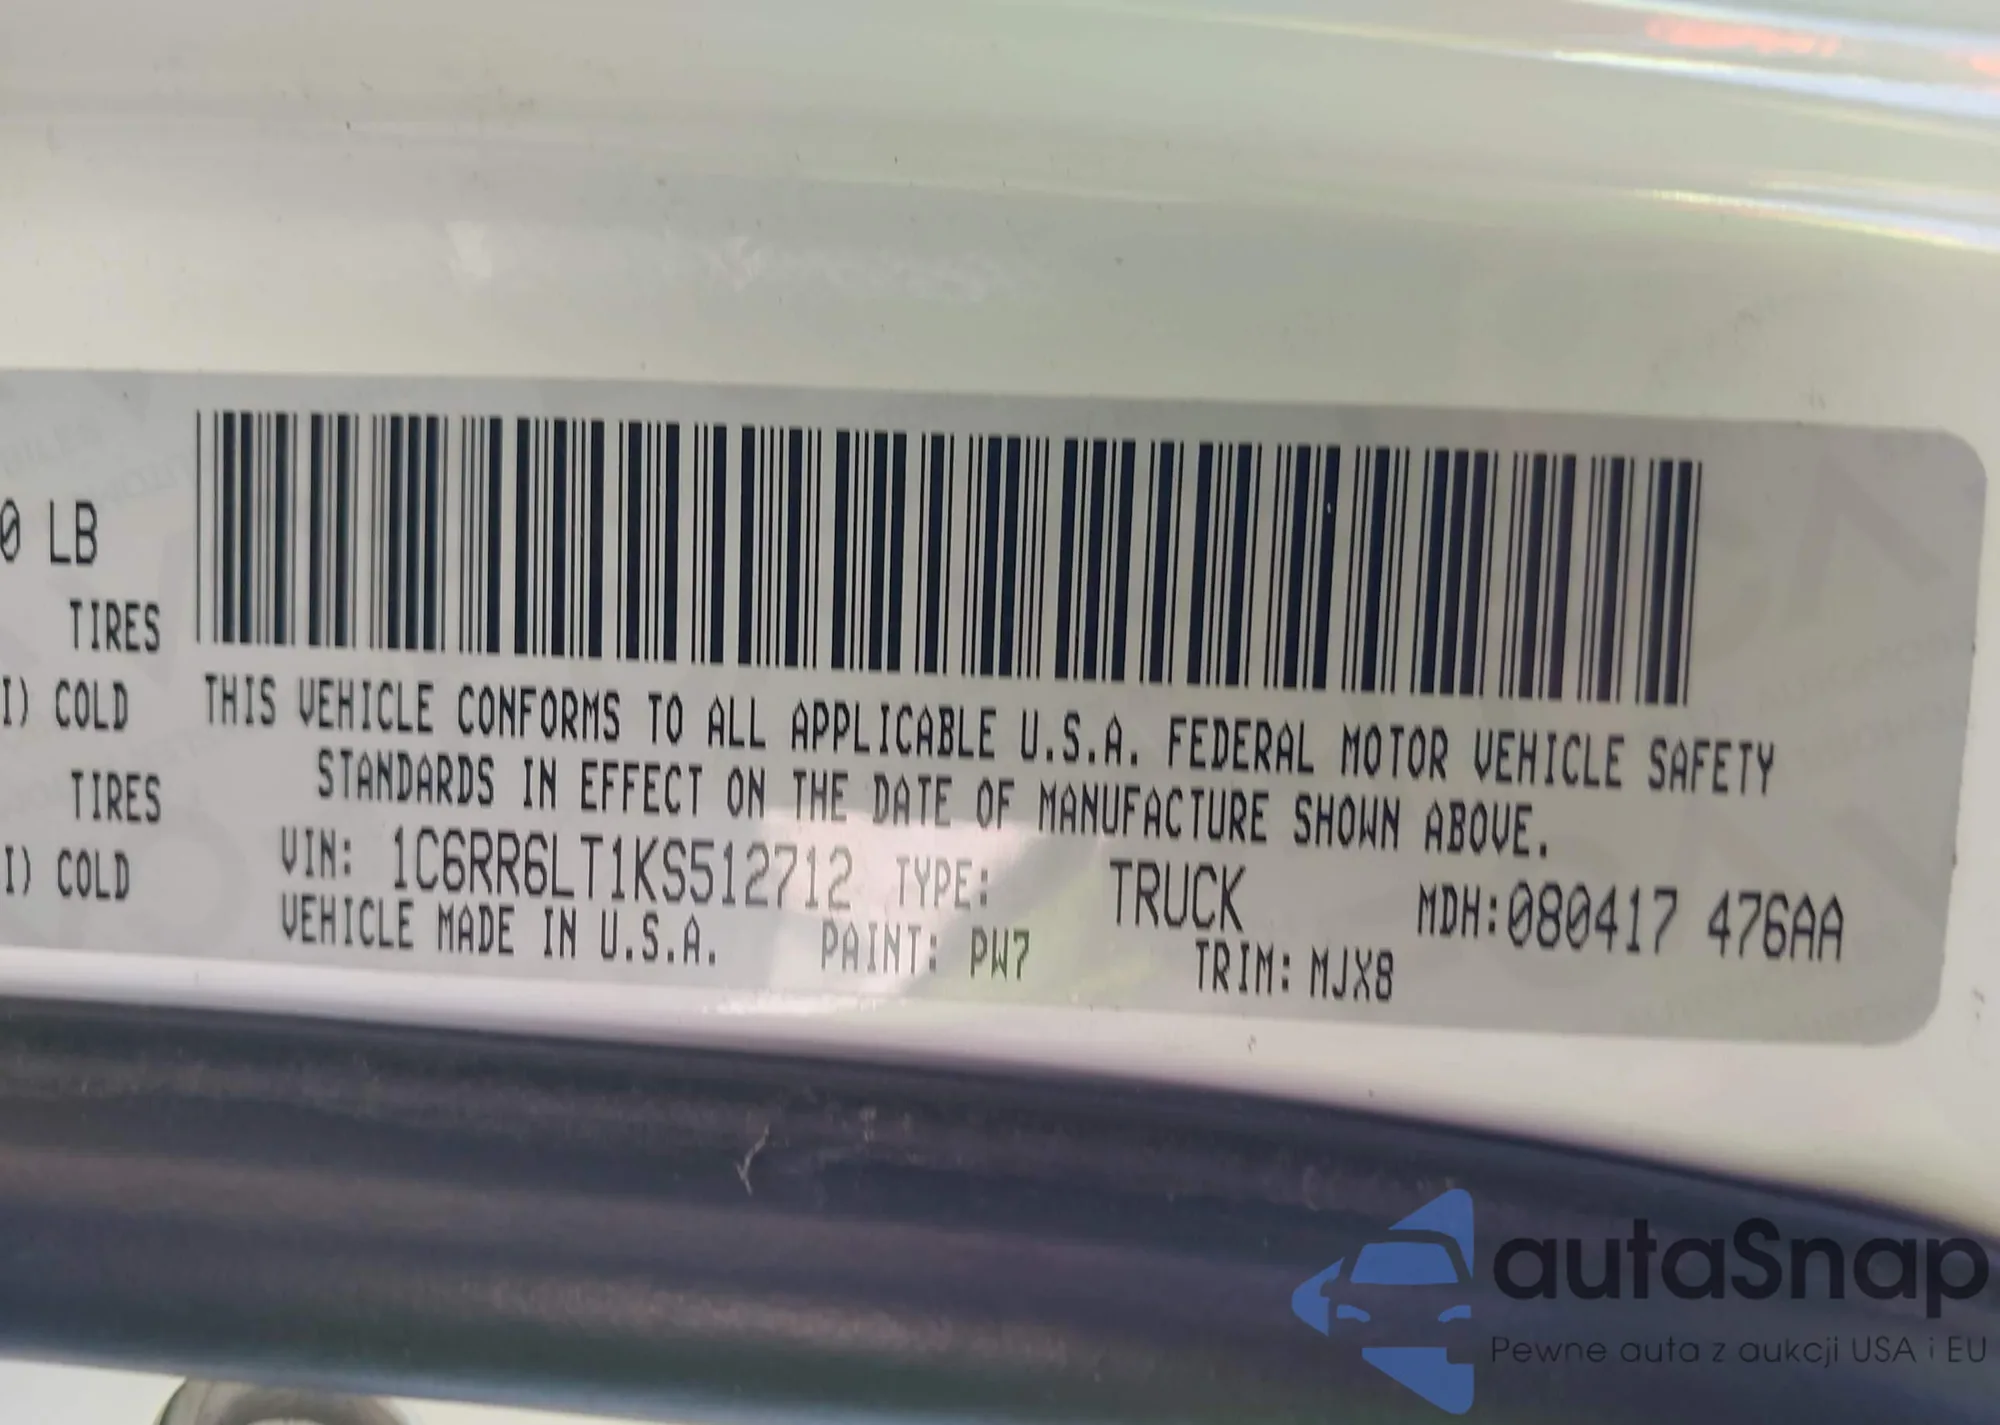 0 LB
TIRES
I) COLD
TIRES
I) COLD
THIS VEHICLE CONFORMS TO ALL APPLICABLE U.S.A. FEDERAL MOTOR VEHICLE SAFETY
STANDARDS IN EFFECT ON THE DATE OF MANUFACTURE SHOWN ABOVE.
VIN: 1C6RR6LT1KS512712 TYPE: TRUCK MDH:080417 476AA
VEHICLE MADE IN U.S.A. PAINT: PW7 TRIM: MJX8
autaSnap
Pewne auta z aukcji USA i EU